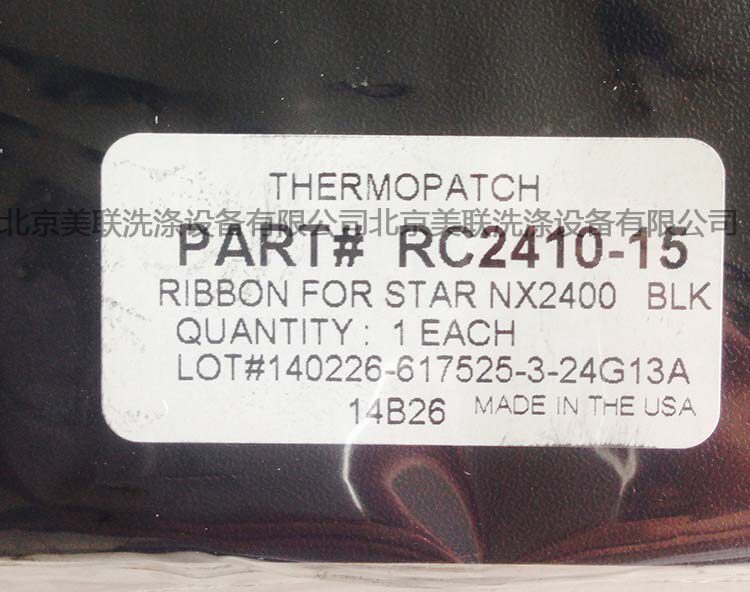 THERMOPATCH
北京美联洗涤设备有限公司北京美联洗涤设备有限公司
PART# RC2410-15
RIBBON FOR STAR NX2400 BLK
QUANTITY : 1 EACH
LOT#140226-617525-3-24G13A
14B26 MADE IN THE USA